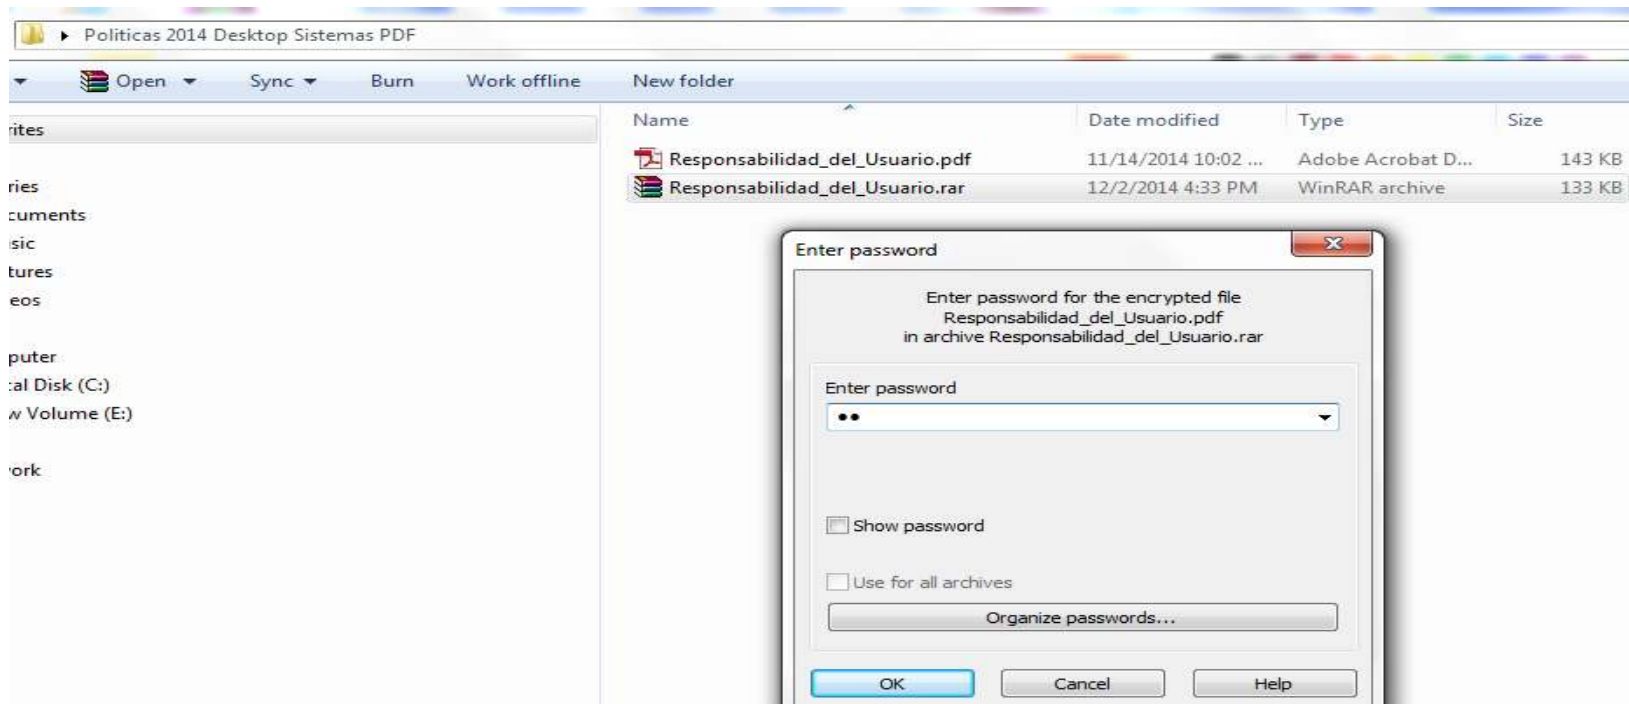 Politicas 2014 Desktop Sistemas PDF
Open Sync Burn Work offline New folder
rites
ries
cuments
sic
tures
eos
puter
cal Disk (C:)
w Volume (E:)
ork
Name Date modified Type Size
Responsabilidad_del_Usuario.pdf 11/14/2014 10:02 ... Adobe Acrobat D... 143 KB
Responsabilidad_del_Usuario.rar 12/2/2014 4:33 PM WinRAR archive 133 KB
Enter password
Enter password for the encrypted file
Responsabilidad_del_Usuario.pdf
in archive Responsabilidad_del_Usuario.rar
Enter password
Show password
Use for all archives
Organize passwords...
OK Cancel Help